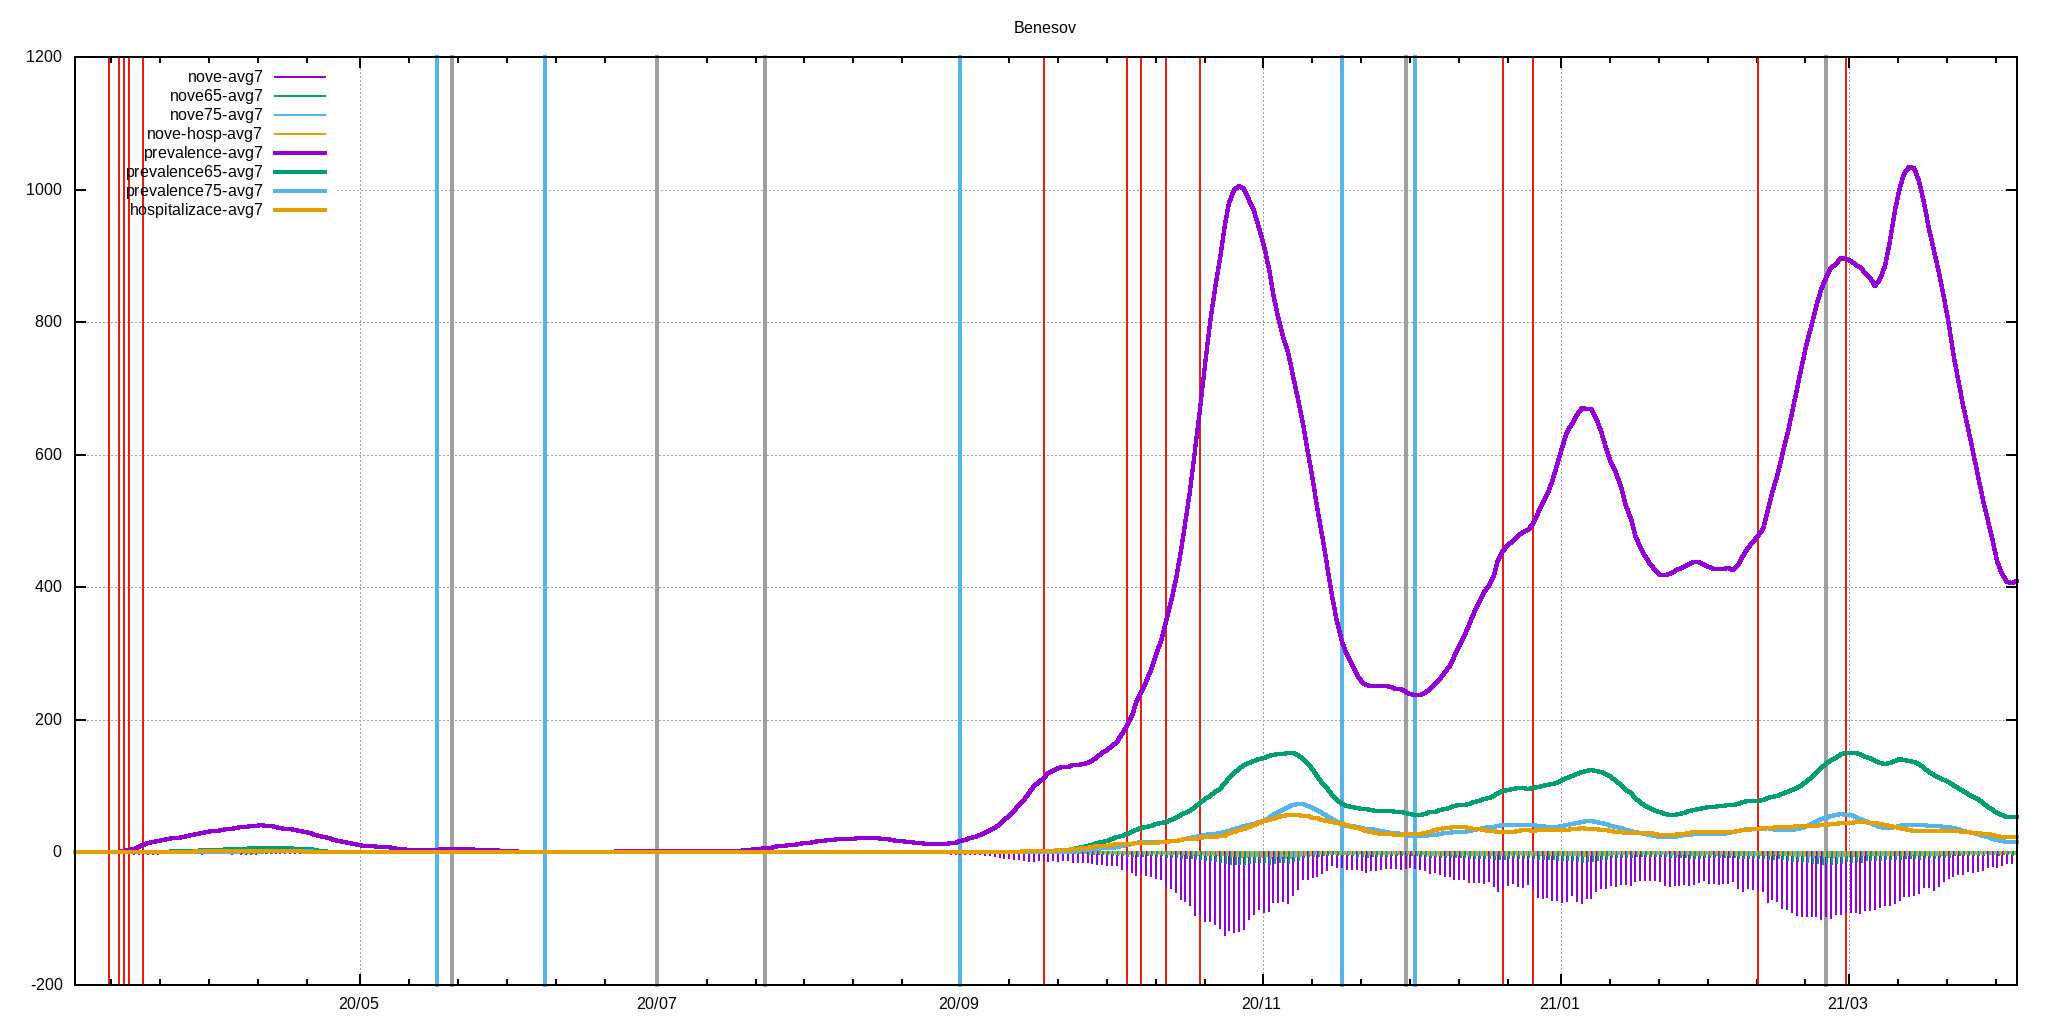 Benesov
1200
nove-avg7
nove65-avg7
nove75-avg7
nove-hosp-avg7
prevalence-avg7
prevalence65-avg7
prevalence75-avg7
hospitalizace-avg7
1000
800
600
400
200
0
-200
20/05 20/07 20/09 20/11 21/01 21/03